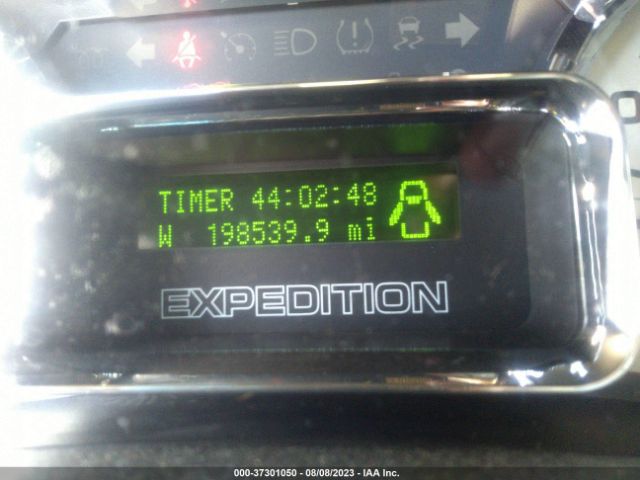 TIMER 44:02:48
W 198539.9 mi
EXPEDITION
000-37301050 - 08/08/2023 - IAA Inc.